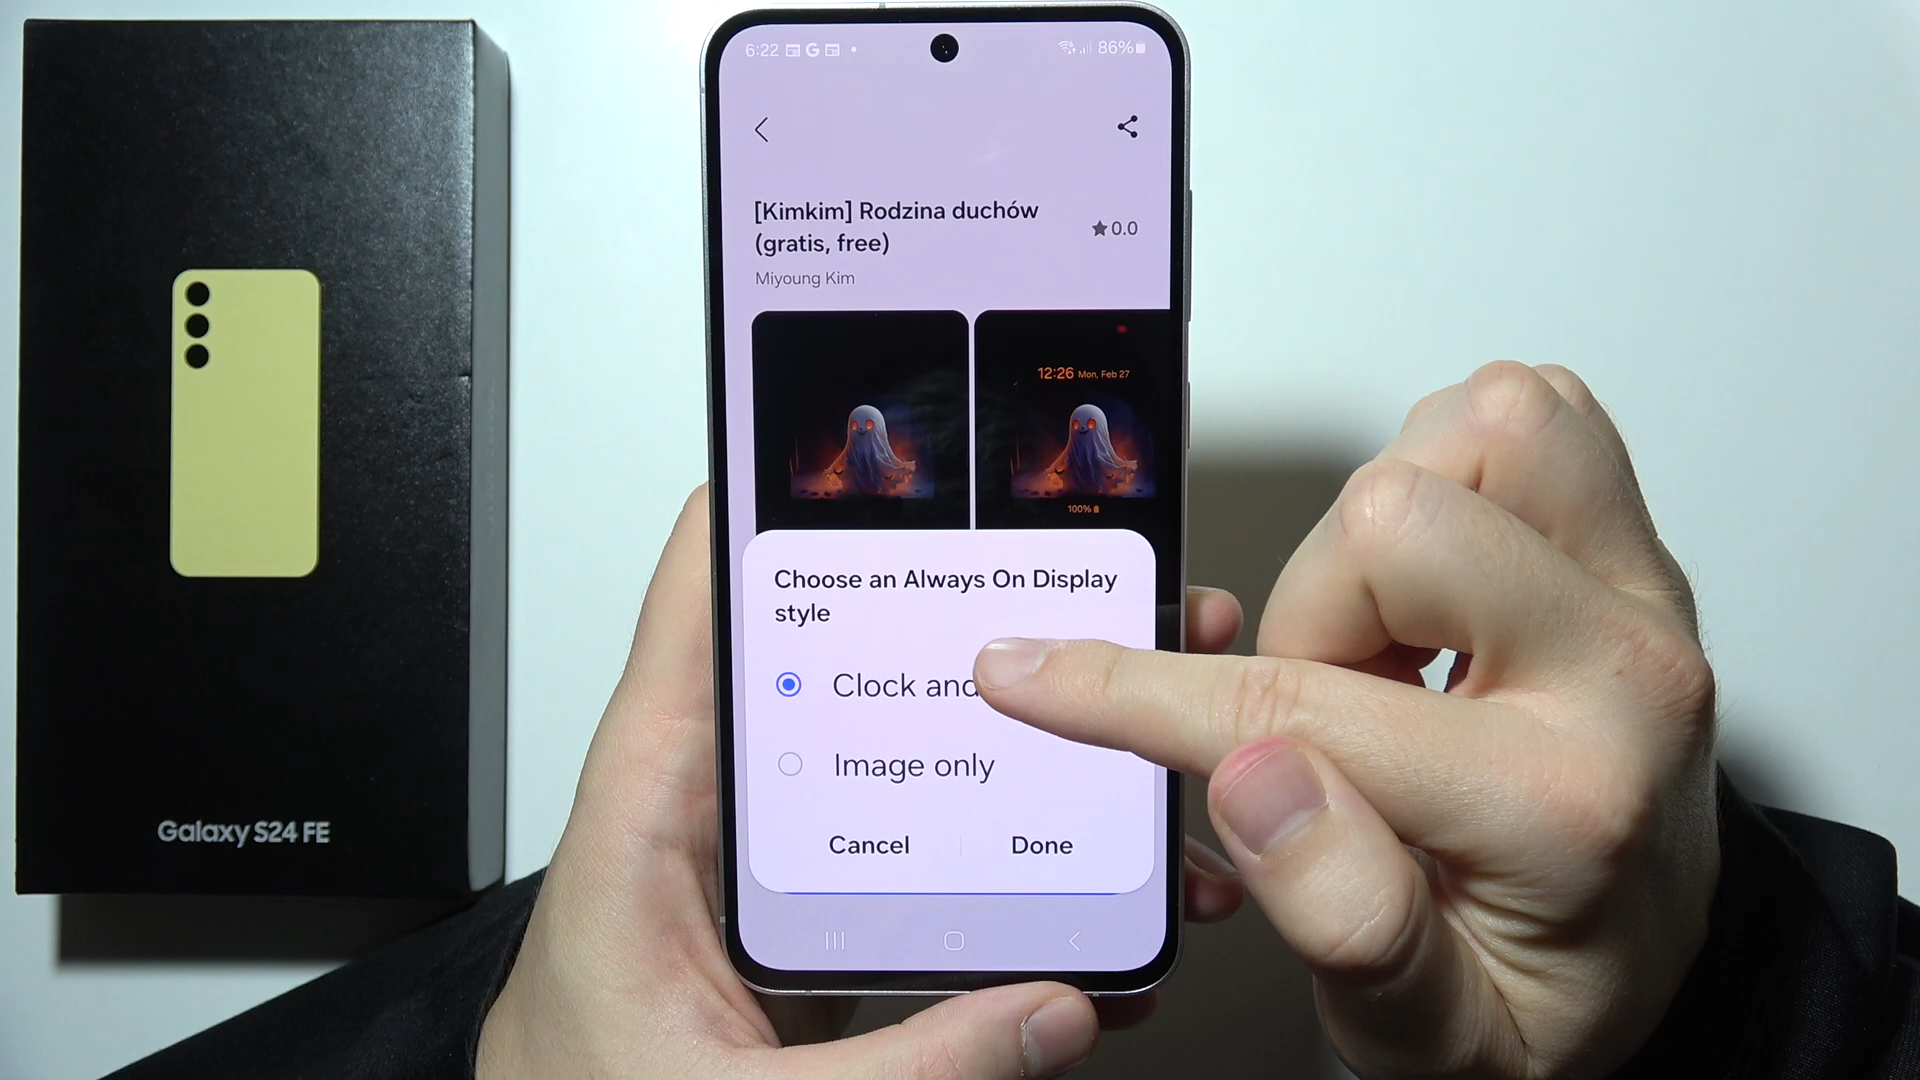 6:22 G 86%
[Kimkim] Rodzina duchów
(gratis, free)
0.0
Miyoung Kim
12:26 Mon, Feb 27
100%
Choose an Always On Display
style
Clock and
Image only
Cancel Done
Galaxy S24 FE